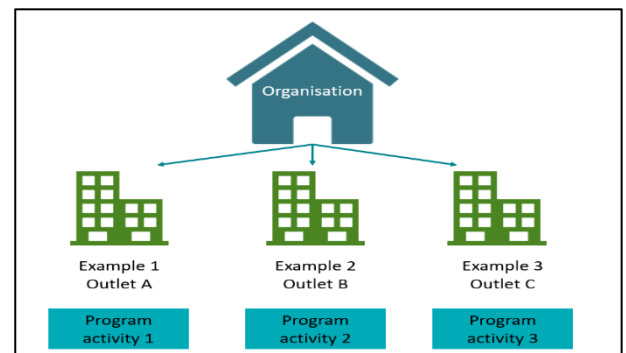 Organisation
Example 1
Outlet A
Example 2
Outlet B
Example 3
Outlet C
Program
activity 1
Program
activity 2
Program
activity 3